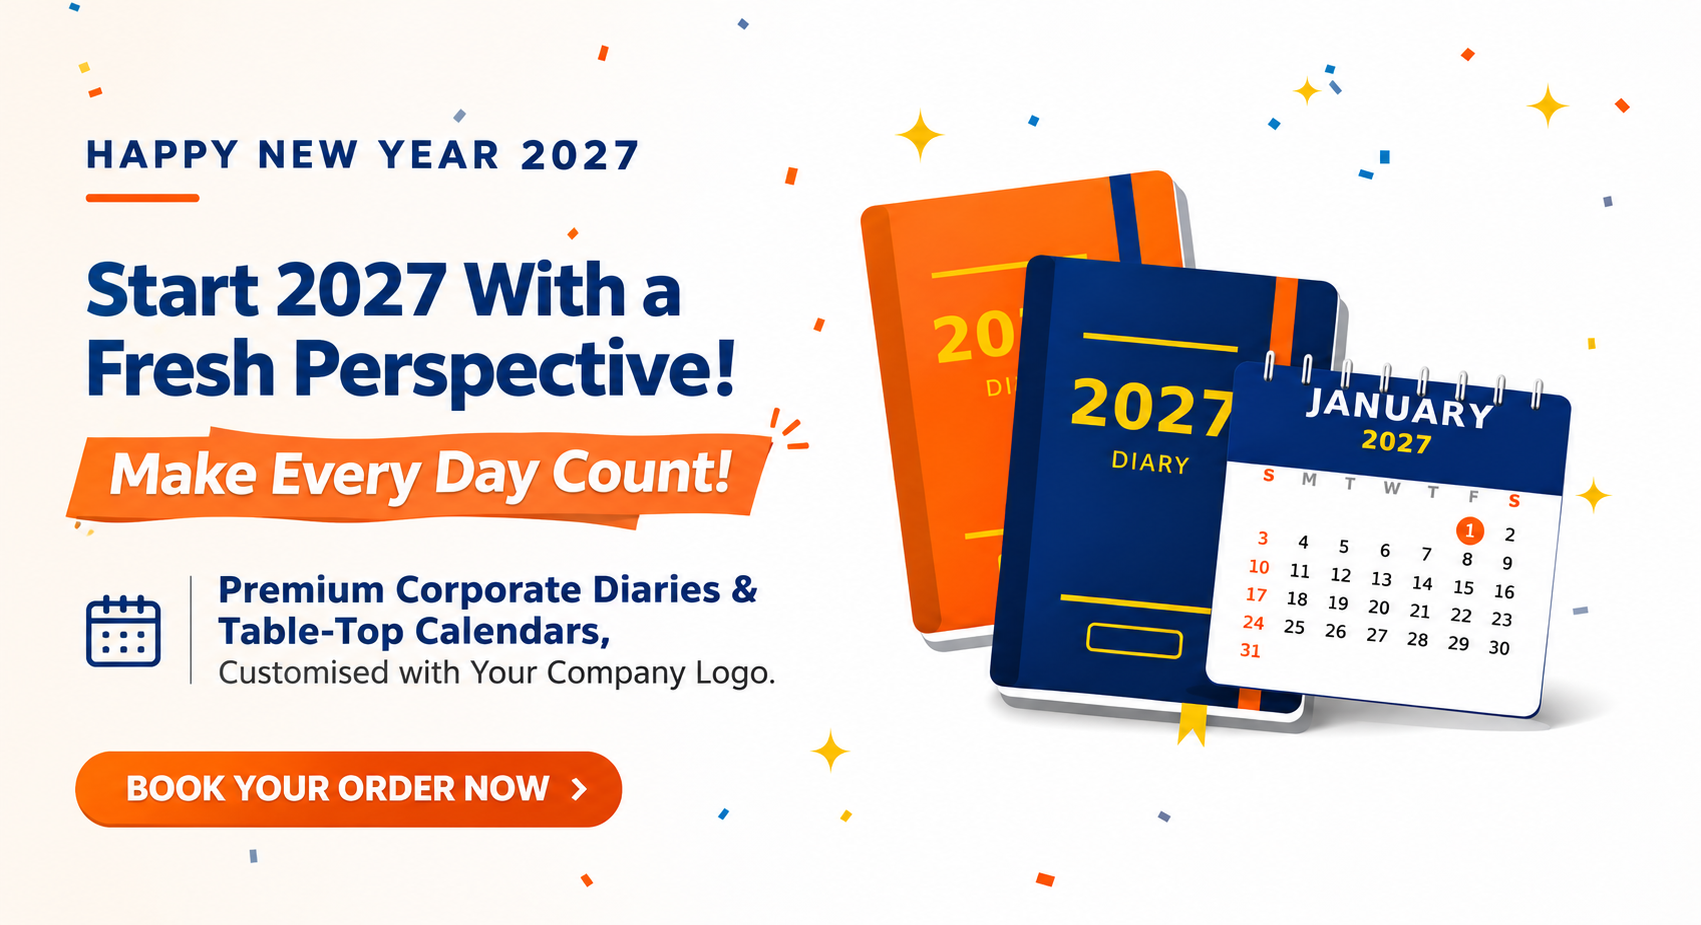 HAPPY NEW YEAR 2027
Start 2027 With a
Fresh Perspective!
Make Every Day Count!
Premium Corporate Diaries &
Table-Top Calendars,
Customised with Your Company Logo.
BOOK YOUR ORDER NOW
2027
DIARY
JANUARY
2027
S M T W T F S
1 2
3 4 5 6 7 8 9
10 11 12 13 14 15 16
17 18 19 20 21 22 23
24 25 26 27 28 29 30
31